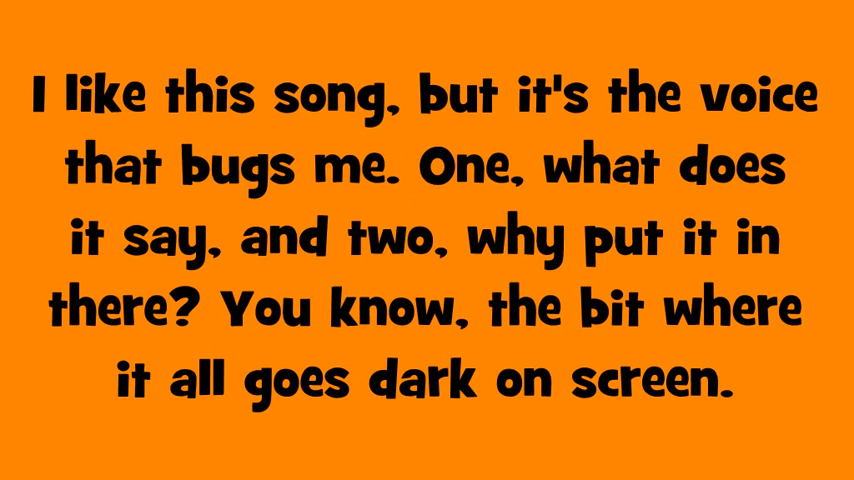 I like this song, but it's the voice
that bugs me. One, what does
it say, and two, why put it in
there? You know, the bit where
it all goes dark on screen.